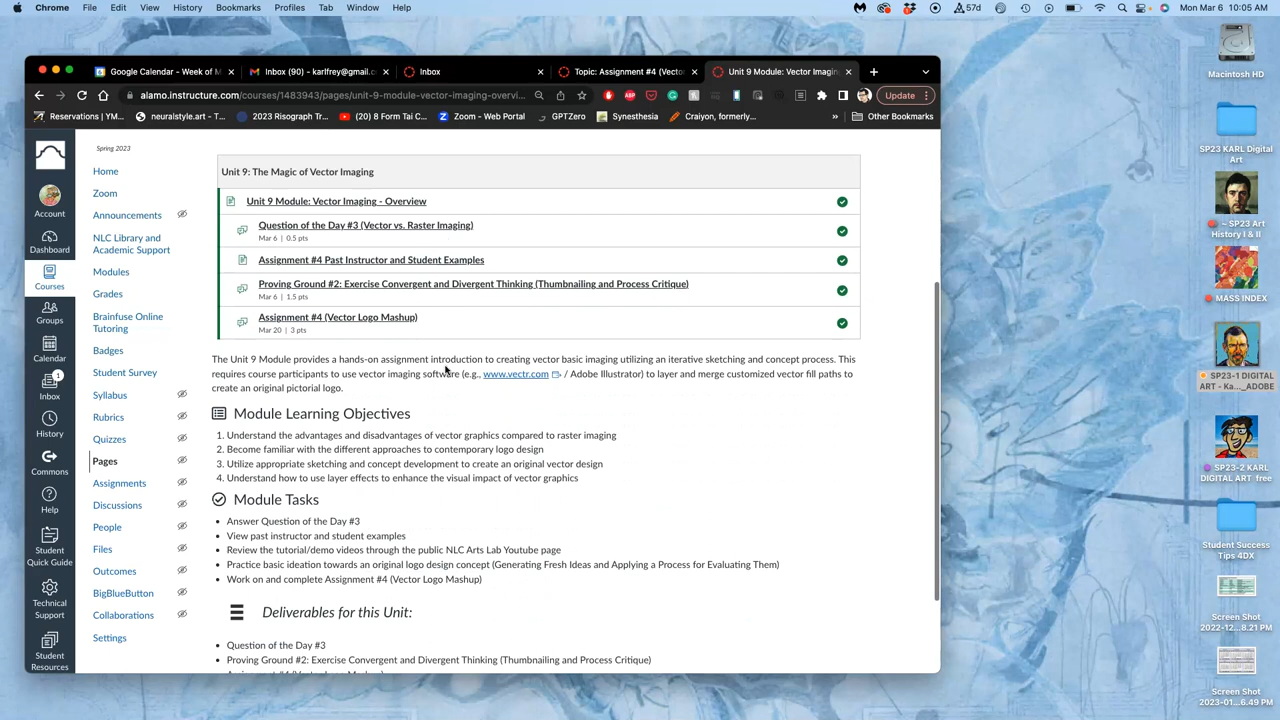 Chrome File Edit View History Bookmarks Profiles Tab Window Help 57d Mon Mar 6 10:05 AM
Google Calendar - Week of M
Inbox (90) - karlfrey@gmail.c
Inbox
Topic: Assignment #4 (Vector
Unit 9 Module: Vector Imaging
alamo.instructure.com/courses/1483943/pages/unit-9-module-vector-imaging-overvi...
ABP
Update
Reservations | YM...
neuralstyle.art - T...
2023 Risograph Tr...
(20) 8 Form Tai C...
Zoom - Web Portal
GPTZero
Synesthesia
Craiyon, formerly...
»
Other Bookmarks
Account
Dashboard
Courses
Groups
Calendar
1
Inbox
History
Commons
Help
Student
Quick Guide
Technical
Support
Student
Resources
Spring 2023
Home
Zoom
Announcements
NLC Library and
Academic Support
Modules
Grades
Brainfuse Online
Tutoring
Badges
Student Survey
Syllabus
Rubrics
Quizzes
Pages
Assignments
Discussions
People
Files
Outcomes
BigBlueButton
Collaborations
Settings
Unit 9: The Magic of Vector Imaging
Unit 9 Module: Vector Imaging - Overview
Question of the Day #3 (Vector vs. Raster Imaging)
Mar 6 | 0.5 pts
Assignment #4 Past Instructor and Student Examples
Proving Ground #2: Exercise Convergent and Divergent Thinking (Thumbnailing and Process Critique)
Mar 6 | 1.5 pts
Assignment #4 (Vector Logo Mashup)
Mar 20 | 3 pts
The Unit 9 Module provides a hands-on assignment introduction to creating vector basic imaging utilizing an iterative sketching and concept process. This
requires course participants to use vector imaging software (e.g., www.vectr.com / Adobe Illustrator) to layer and merge customized vector fill paths to
create an original pictorial logo.
Module Learning Objectives
1. Understand the advantages and disadvantages of vector graphics compared to raster imaging
2. Become familiar with the different approaches to contemporary logo design
3. Utilize appropriate sketching and concept development to create an original vector design
4. Understand how to use layer effects to enhance the visual impact of vector graphics
Module Tasks
• Answer Question of the Day #3
• View past instructor and student examples
• Review the tutorial/demo videos through the public NLC Arts Lab Youtube page
• Practice basic ideation towards an original logo design concept (Generating Fresh Ideas and Applying a Process for Evaluating Them)
• Work on and complete Assignment #4 (Vector Logo Mashup)
Deliverables for this Unit:
• Question of the Day #3
• Proving Ground #2: Exercise Convergent and Divergent Thinking (Thumbnailing and Process Critique)
Macintosh HD
SP23 KARL Digital
Art
~ SP23 Art
History I & II
MASS INDEX
SP23-1 DIGITAL
ART - Ka..._ADOBE
SP23-2 KARL
DIGITAL ART_free
Student Success
Tips 4DX
Screen Shot
2022-12...8.21 PM
Screen Shot
2023-01...6.49 PM